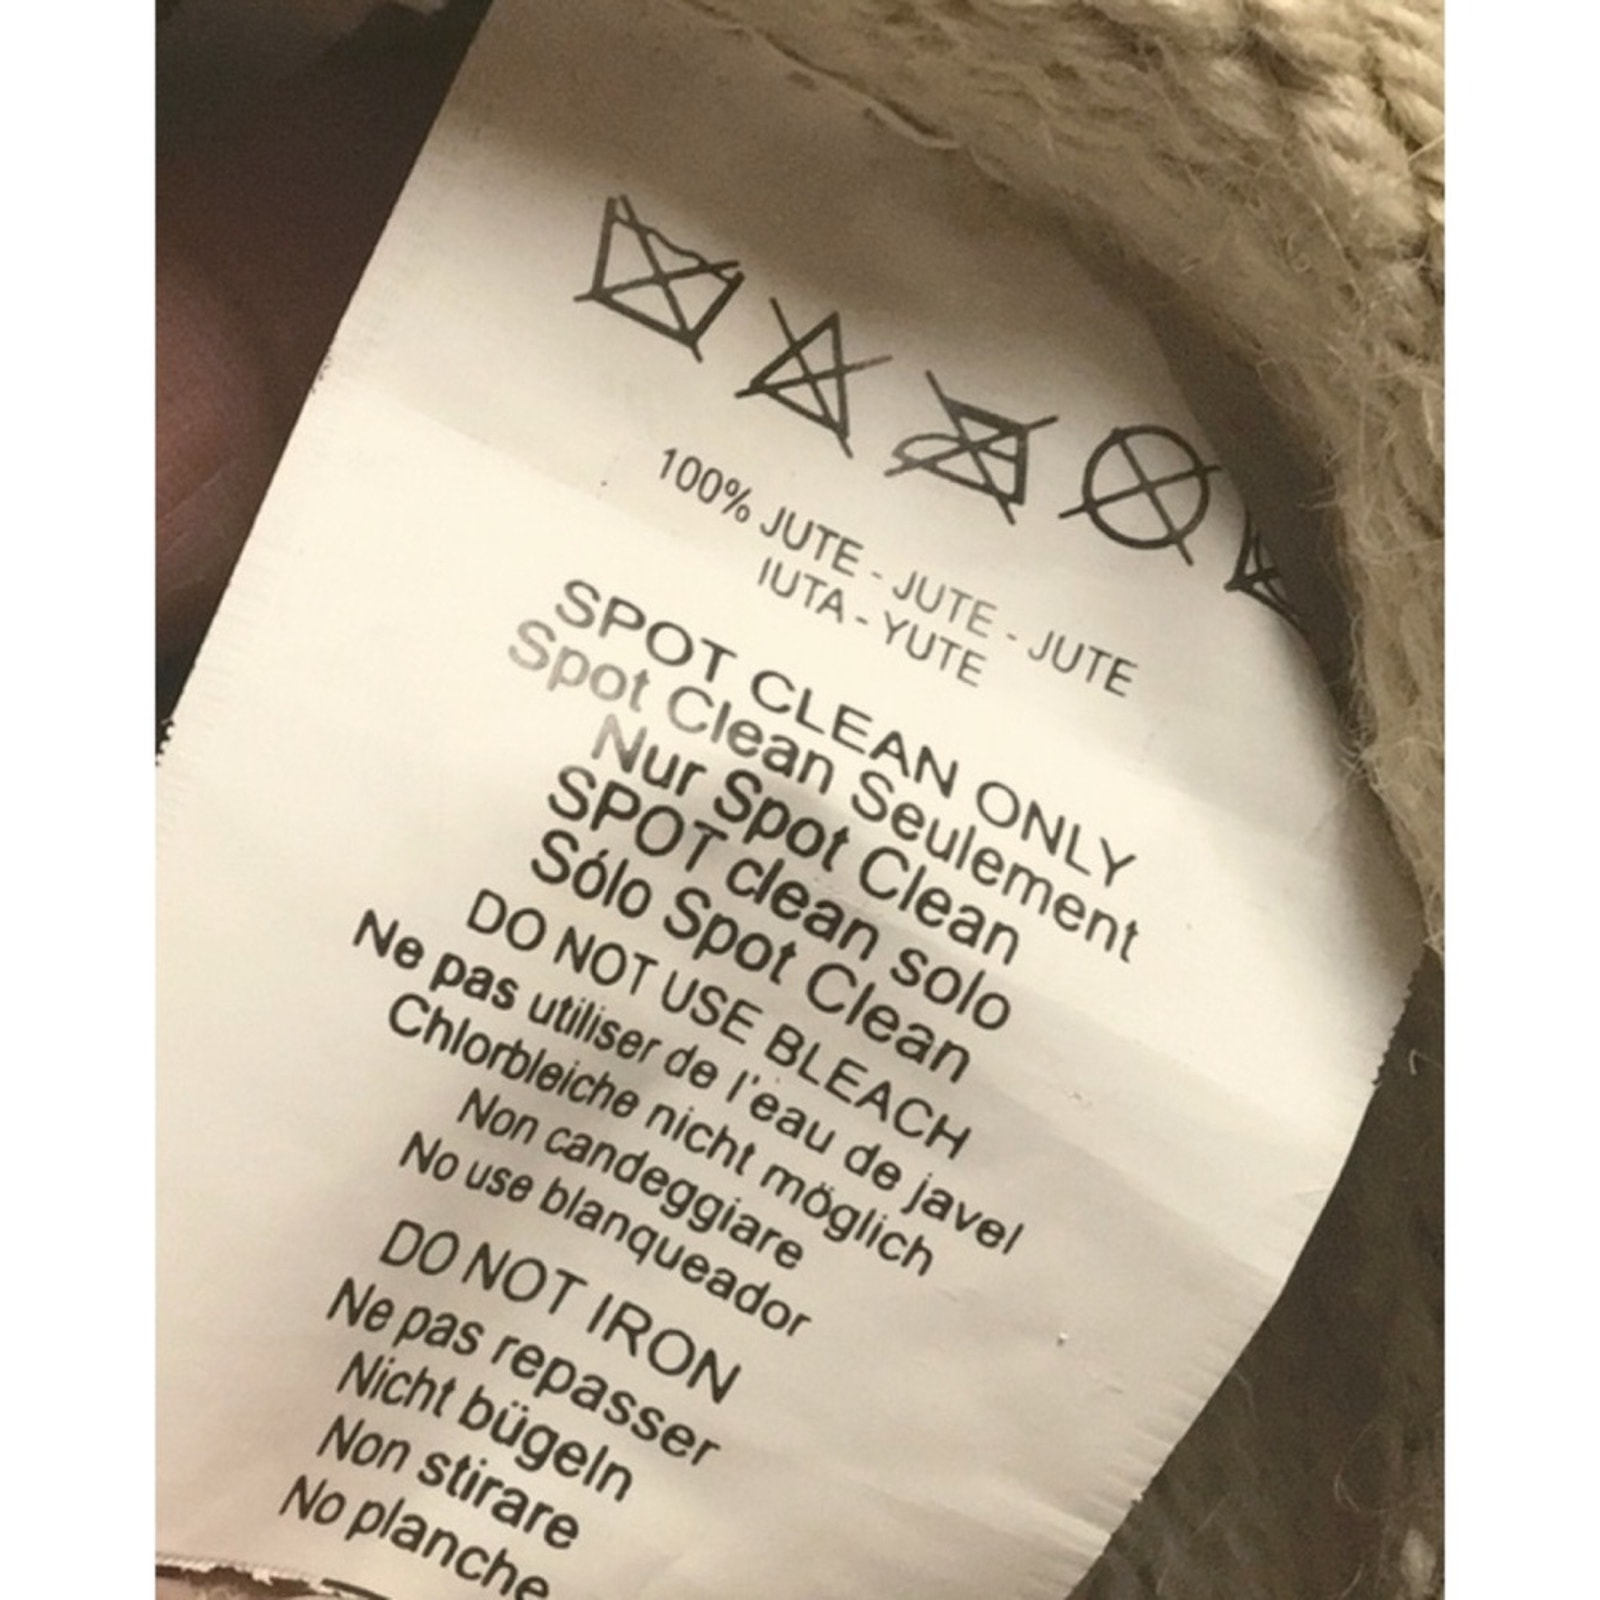 100% JUTE - JUTE - JUTE
IUTA - YUTE
SPOT CLEAN ONLY
Spot Clean Seulement
Nur Spot Clean
SPOT clean solo
Sólo Spot Clean
DO NOT USE BLEACH
Ne pas utiliser de l'eau de javel
Chlorbleiche nicht möglich
Non candeggiare
No use blanqueador
DO NOT IRON
Ne pas repasser
Nicht bügeln
Non stirare
No planche